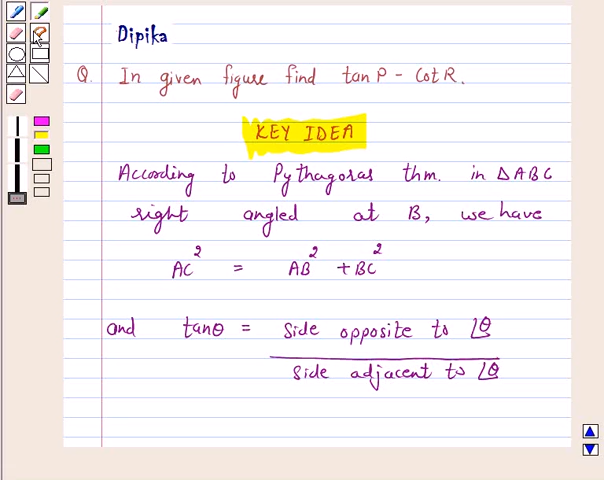 Dipika
Q. In given figure find tan P - Cot R.
KEY IDEA
According to Pythagoras thm. in ΔABC
right angled at B, we have
AC² = AB² + BC²
and tanθ = Side opposite to ∠θ
Side adjacent to ∠θ